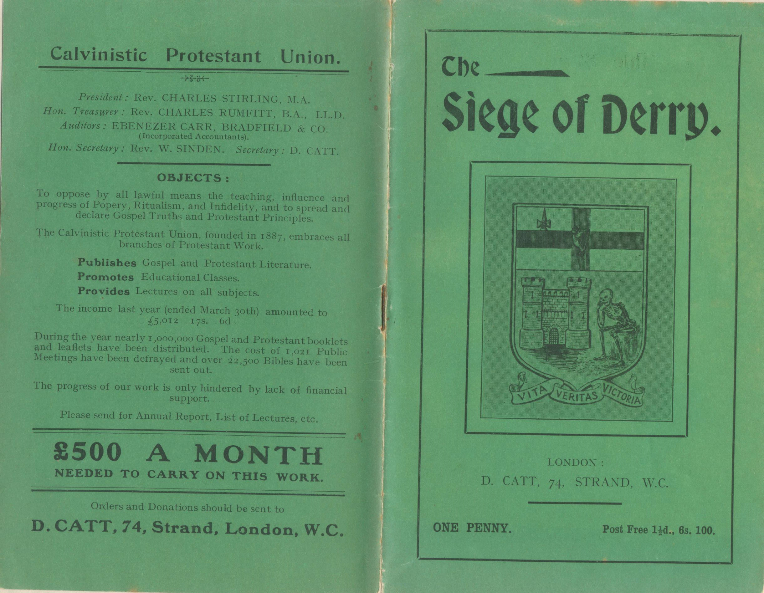 Calvinistic Protestant Union.
President: Rev. CHARLES STIRLING, M.A.
Hon. Treasurer: Rev. CHARLES RUMFITT, B.A., LL.D.
Auditors: EBENEZER CARR, BRADFIELD & CO.
(Incorporated Accountants).
Hon. Secretary: Rev. W. SINDEN. Secretary: D. CATT.
OBJECTS:
To oppose by all lawful means the teaching, influence and
progress of Popery, Ritualism, and Infidelity, and to spread and
declare Gospel Truths and Protestant Principles.
The Calvinistic Protestant Union, founded in 1887, embraces all
branches of Protestant Work.
Publishes Gospel and Protestant Literature.
Promotes Educational Classes.
Provides Lectures on all subjects.
The income last year (ended March 30th) amounted to
£5,012 17s. 6d
During the year nearly 1,000,000 Gospel and Protestant booklets
and leaflets have been distributed. The cost of 1,021 Public
Meetings have been defrayed and over 22,500 Bibles have been
sent out.
The progress of our work is only hindered by lack of financial
support.
Please send for Annual Report, List of Lectures, etc.
£500 A MONTH
NEEDED TO CARRY ON THIS WORK.
Orders and Donations should be sent to
D. CATT, 74, Strand, London, W.C.
The
Siege of Derry.
VITA VERITAS VICTORIA
LONDON:
D. CATT, 74, STRAND, W.C.
ONE PENNY. Post Free 1½d., 6s. 100.